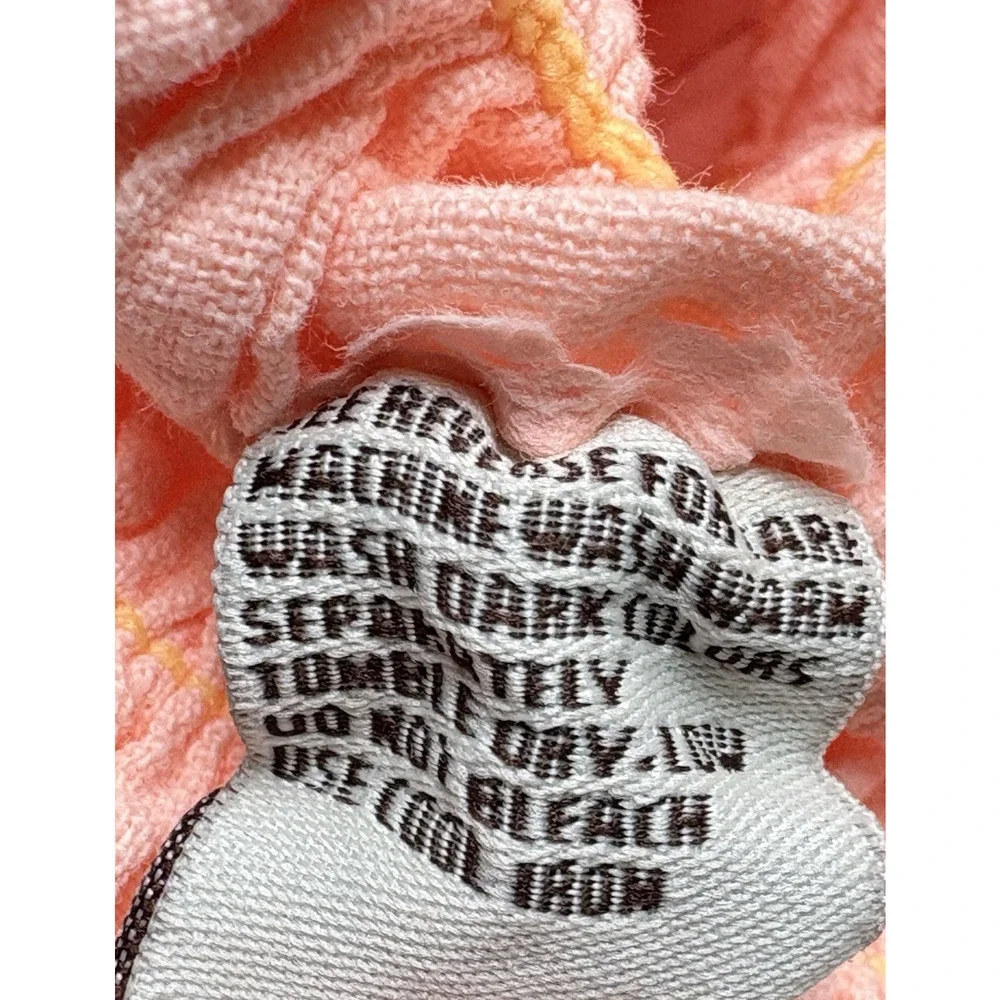 SEE REVERSE FOR CARE
MACHINE WASH WARM
WASH DARK COLORS
SEPARATELY
TUMBLE DRY.LOW
DO NOT BLEACH
USE COOL IRON